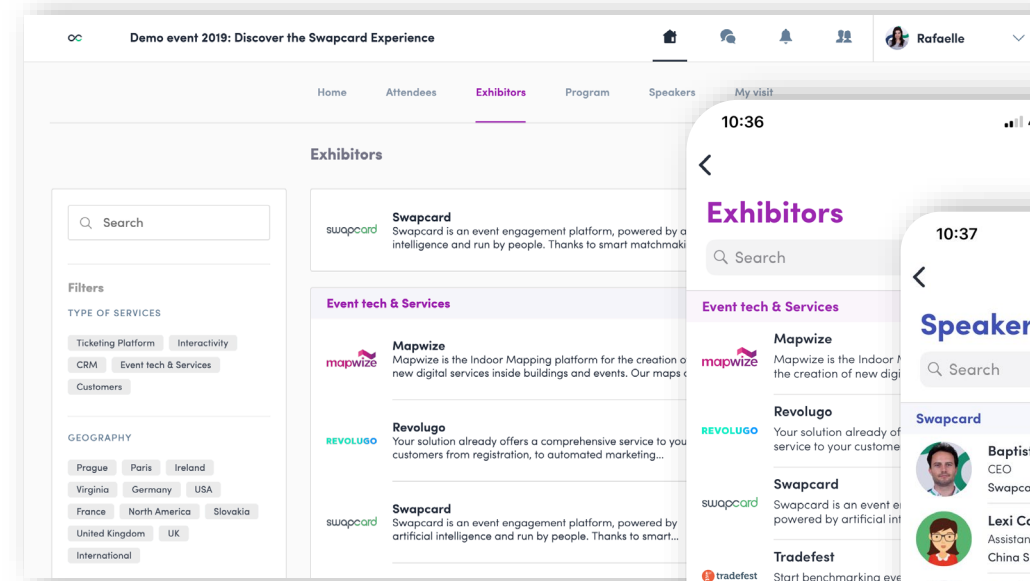 Demo event 2019: Discover the Swapcard Experience
Rafaelle
Home Attendees Exhibitors Program Speakers My visit
Exhibitors
Search
Filters
TYPE OF SERVICES
Ticketing Platform Interactivity
CRM Event tech & Services
Customers
GEOGRAPHY
Prague Paris Ireland
Virginia Germany USA
France North America Slovakia
United Kingdom UK
International
swapcard
Swapcard
Swapcard is an event engagement platform, powered by
intelligence and run by people. Thanks to smart
Event tech & Services
mapwize
Mapwize
Mapwize is the Indoor Mapping platform for the creation
new digital services inside buildings and events. Our maps
REVOLUGO
Revolugo
Your solution already offers a comprehensive service to
customers from registration, to automated marketing...
swapcard
Swapcard
Swapcard is an event engagement platform, powered by
artificial intelligence and run by people. Thanks to smart...
10:36
Exhibitors
Search
Event tech & Services
mapwize
Mapwize
Mapwize is the Indoor
the creation of new
REVOLUGO
Revolugo
Your solution already
service to your
swapcard
Swapcard
Swapcard is an event
powered by artificial
tradefest
Tradefest
Start benchmarking
10:37
Search
Swapcard
CEO
Lexi
China